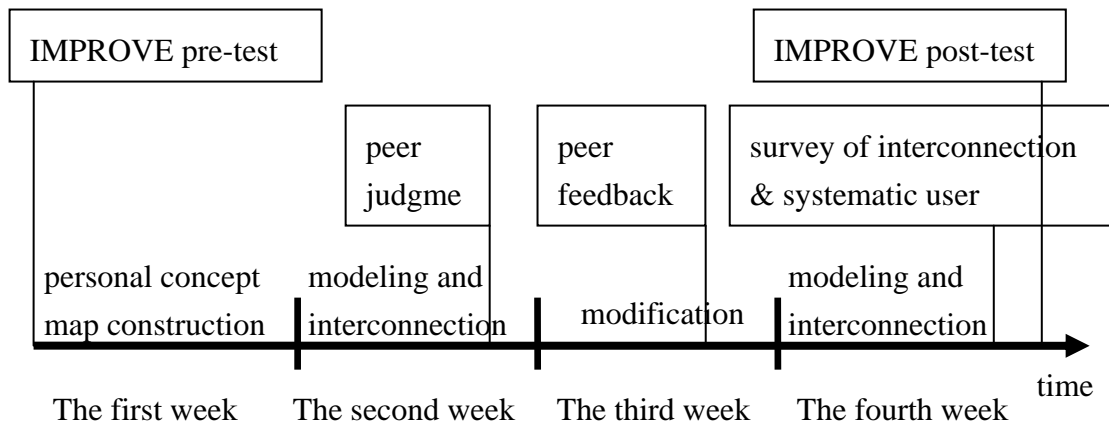 IMPROVE pre-test
IMPROVE post-test
peer
judgme
peer
feedback
survey of interconnection
& systematic user
personal concept
map construction
modeling and
interconnection
modification
modeling and
interconnection
time
The first week
The second week
The third week
The fourth week